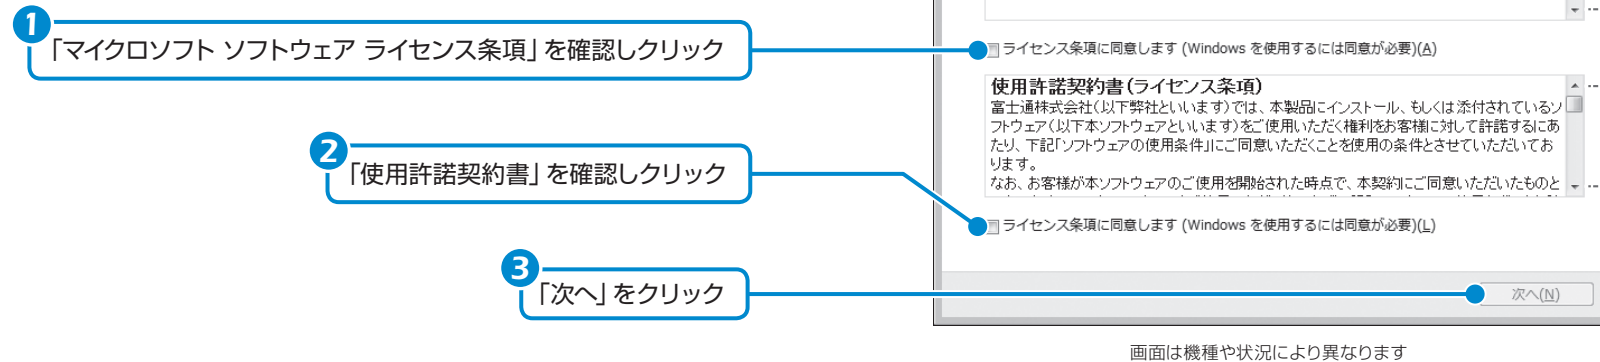 1
「マイクロソフト ソフトウェア ライセンス条項」を確認しクリック
ライセンス条項に同意します (Windows を使用するには同意が必要)(A)
使用許諾契約書(ライセンス条項)
富士通株式会社(以下弊社といいます)では、本製品にインストール、もしくは添付されているソ
フトウェア(以下本ソフトウェアといいます)をご使用いただく権利をお客様に対して許諾するにあ
たり、下記「ソフトウェアの使用条件」にご同意いただくことを使用の条件とさせていただいてお
ります。
なお、お客様が本ソフトウェアのご使用を開始された時点で、本契約にご同意いただいたものと
2
「使用許諾契約書」を確認しクリック
ライセンス条項に同意します (Windows を使用するには同意が必要)(L)
3
「次へ」をクリック
次へ(N)
画面は機種や状況により異なります